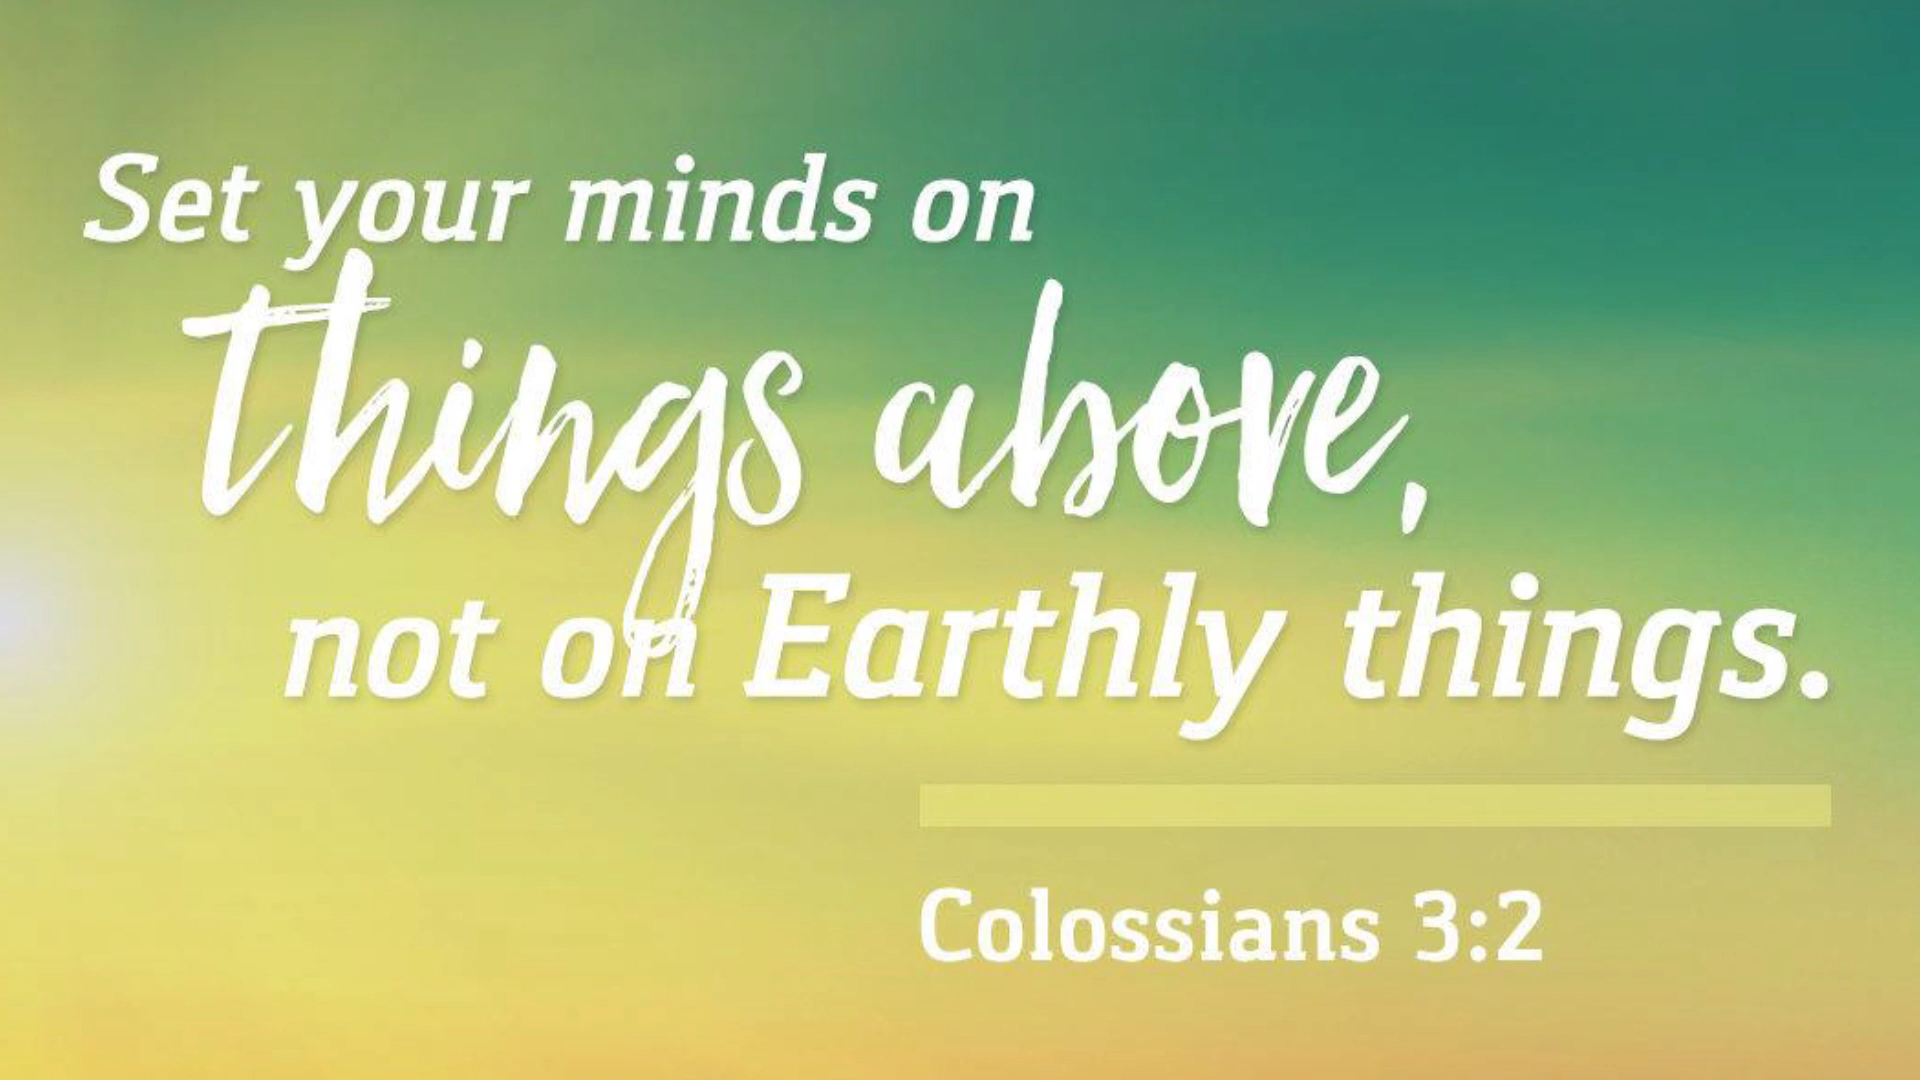 Set your minds on
things above,
not on Earthly things.
Colossians 3:2